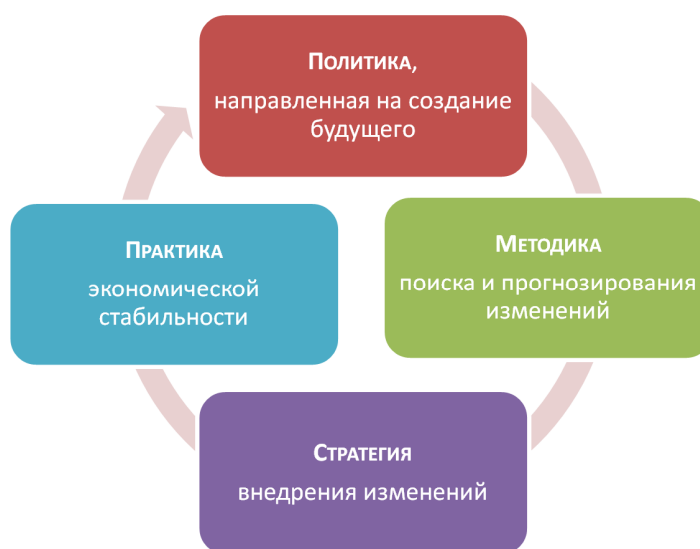 Политика,
направленная на создание
будущего
Методика
поиска и прогнозирования
изменений
Стратегия
внедрения изменений
Практика
экономической
стабильности